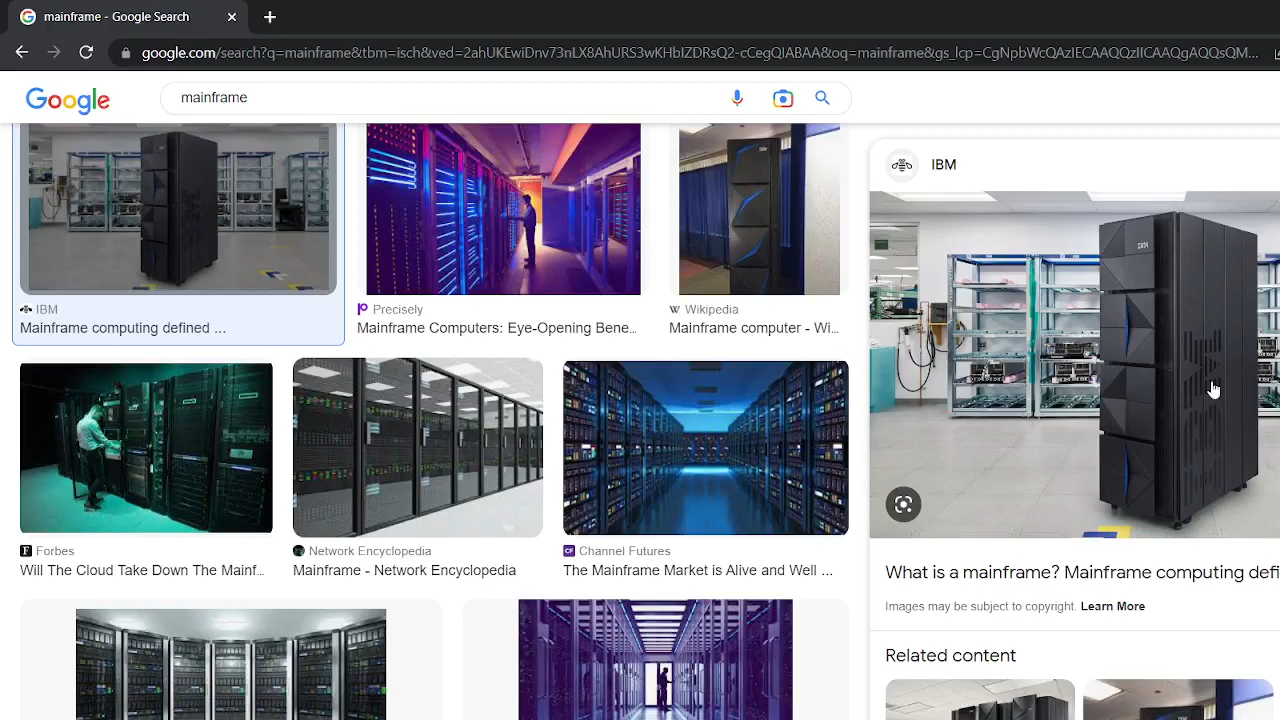 mainframe - Google Search
google.com/search?q=mainframe&tbm=isch&ved=2ahUKEwiDnv73nLX8AhURS3wKHbIZDRsQ2-cCegQIABAA&oq=mainframe&gs_lcp=CgNpbWcQAzIECAAQQzIICAAQgAQQsQM...
Google
mainframe
IBM
Mainframe computing defined ...
Precisely
Mainframe Computers: Eye-Opening Bene...
W Wikipedia
Mainframe computer - Wi...
IBM
IBM
F Forbes
Will The Cloud Take Down The Mainf...
Network Encyclopedia
Mainframe - Network Encyclopedia
CF Channel Futures
The Mainframe Market is Alive and Well ...
What is a mainframe? Mainframe computing defi
Images may be subject to copyright. Learn More
Related content